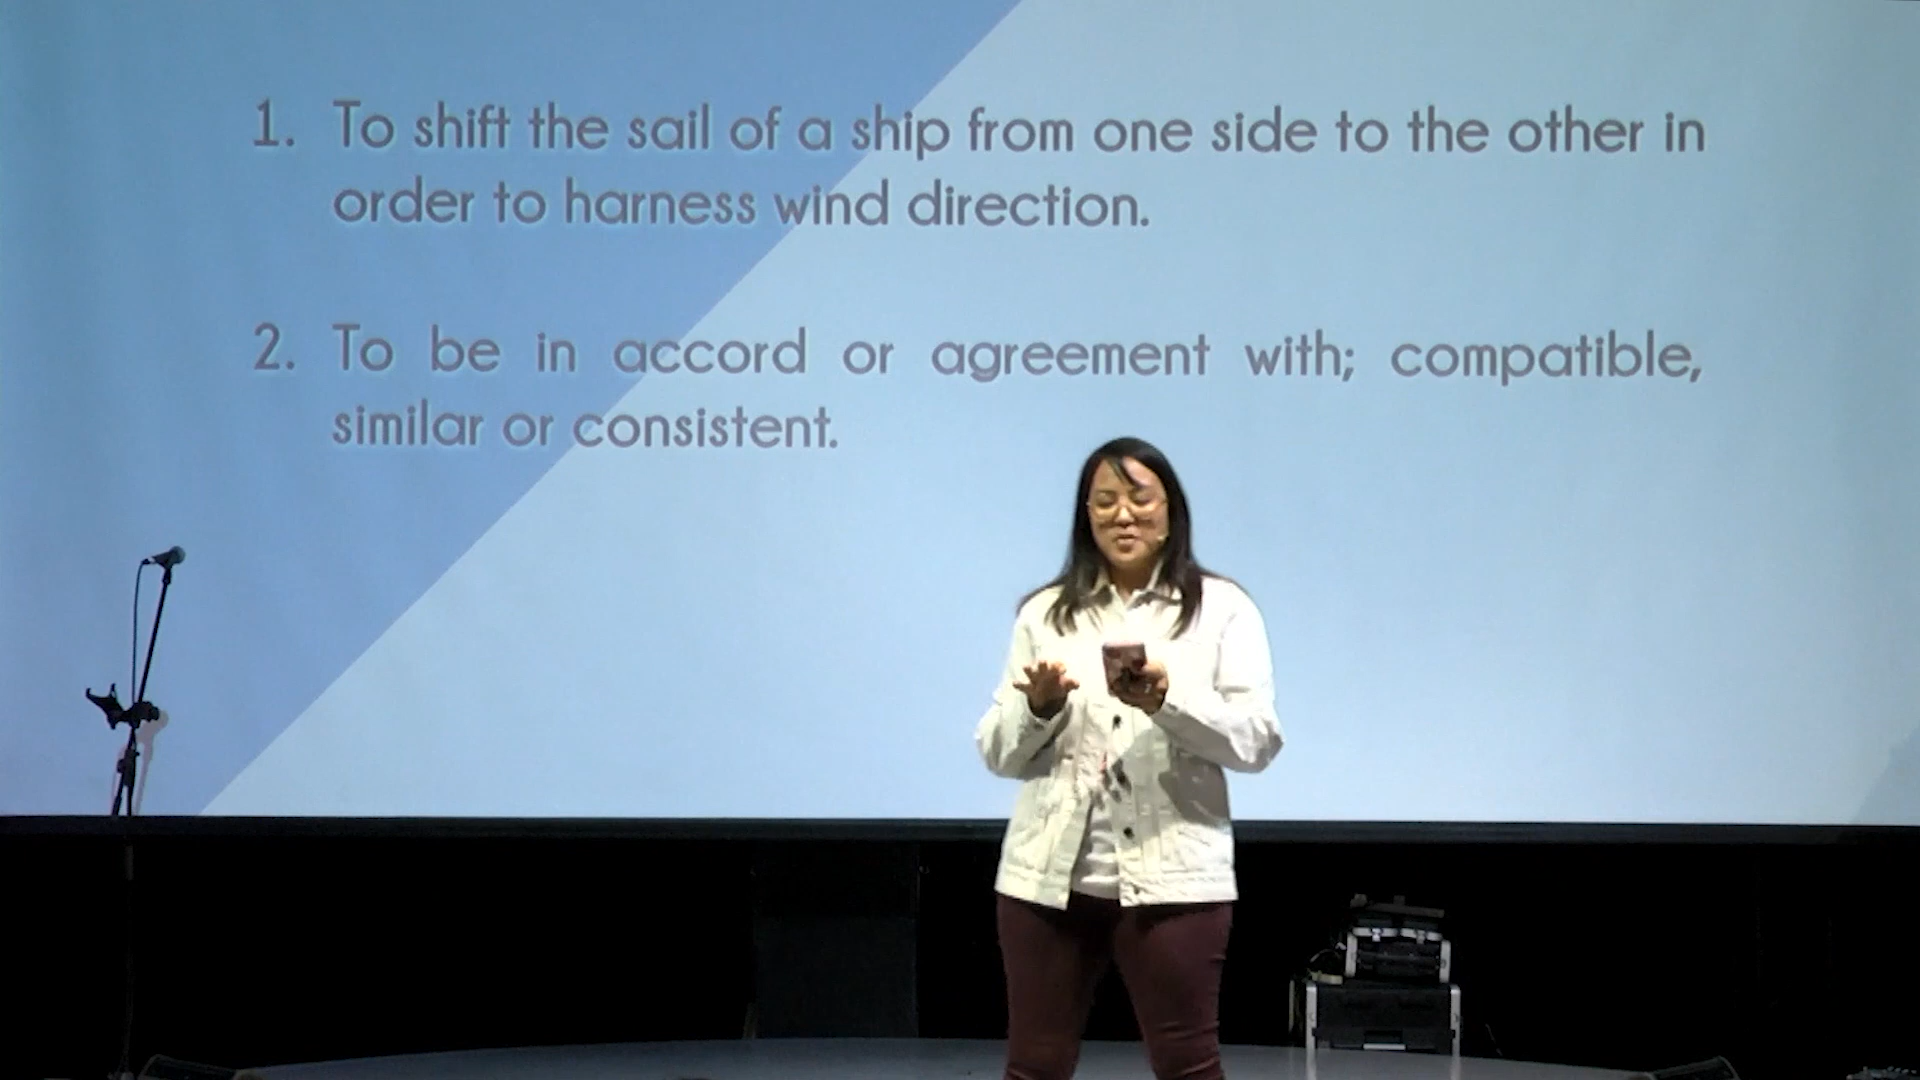 1. To shift the sail of a ship from one side to the other in
order to harness wind direction.
2. To be in accord or agreement with; compatible,
similar or consistent.